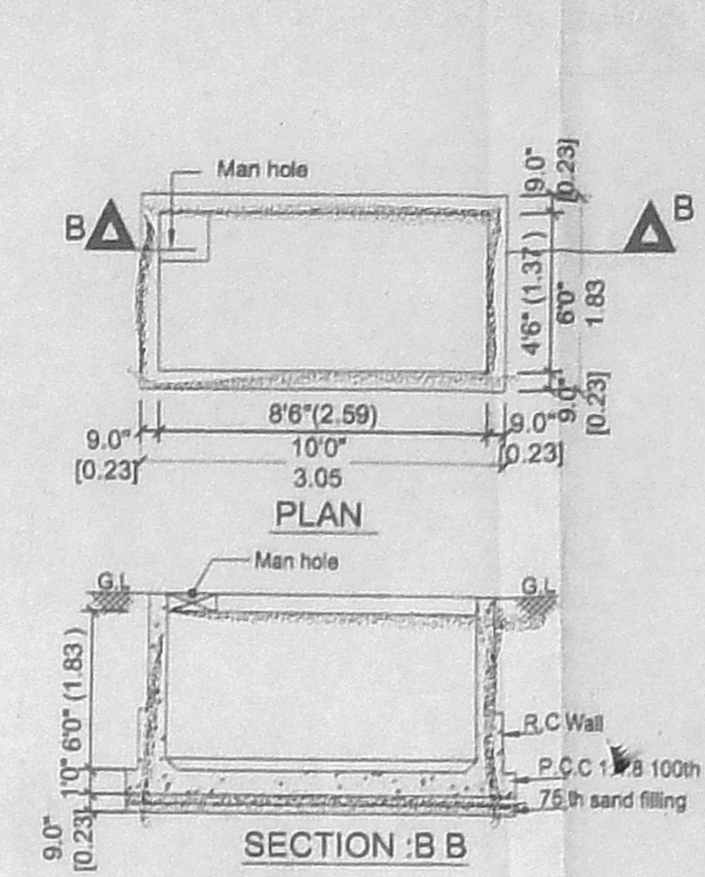 Man hole
9.0"
[0.23]
B
B
4'6" (1.37)
6'0"
1.83
9.0"
[0.23]
8'6"(2.59)
9.0"
9.0"
10'0"
[0.23]
[0.23]
3.05
PLAN
Man hole
G.L
G.L
6'0" (1.83)
R.C Wall
P.C.C 100th
1'0"
75 th sand filling
9.0"
[0.23]
SECTION :B B